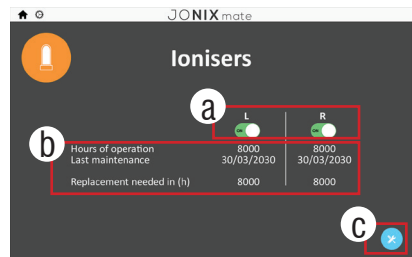 JONIX mate
Ionisers
a
L R
ON ON
b
Hours of operation 8000 8000
Last maintenance 30/03/2030 30/03/2030
Replacement needed in (h) 8000 8000
c